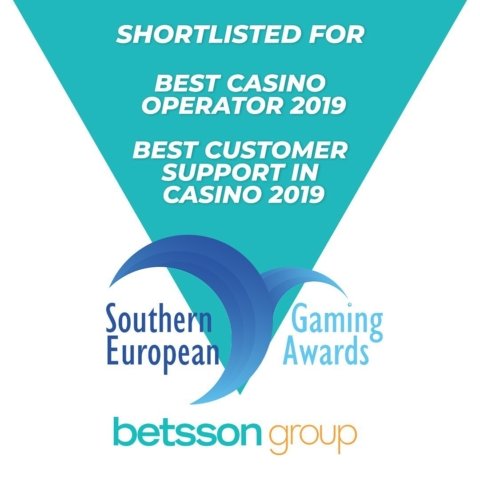 SHORTLISTED FOR
BEST CASINO
OPERATOR 2019
BEST CUSTOMER
SUPPORT IN
CASINO 2019
Southern Gaming
European Awards
betsson group